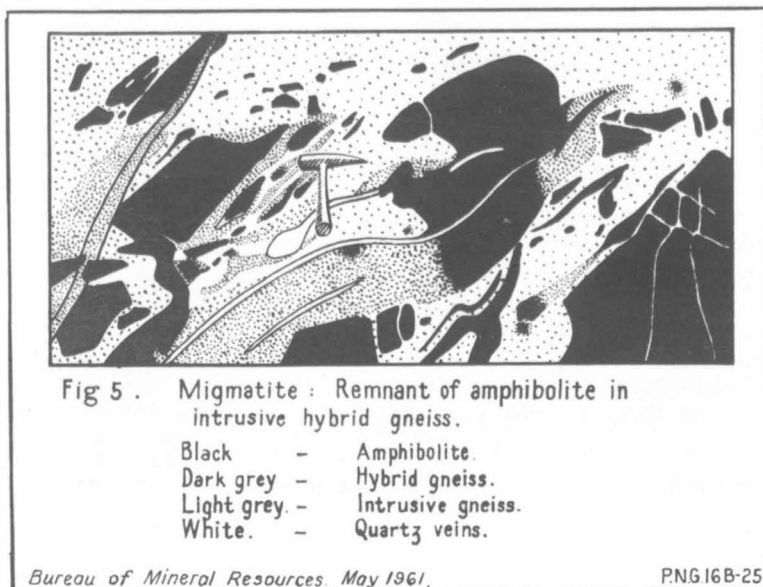 Fig 5. Migmatite : Remnant of amphibolite in
intrusive hybrid gneiss.
Black – Amphibolite.
Dark grey – Hybrid gneiss.
Light grey. – Intrusive gneiss.
White. – Quartz veins.
Bureau of Mineral Resources. May 1961. P.N.G.16B-25